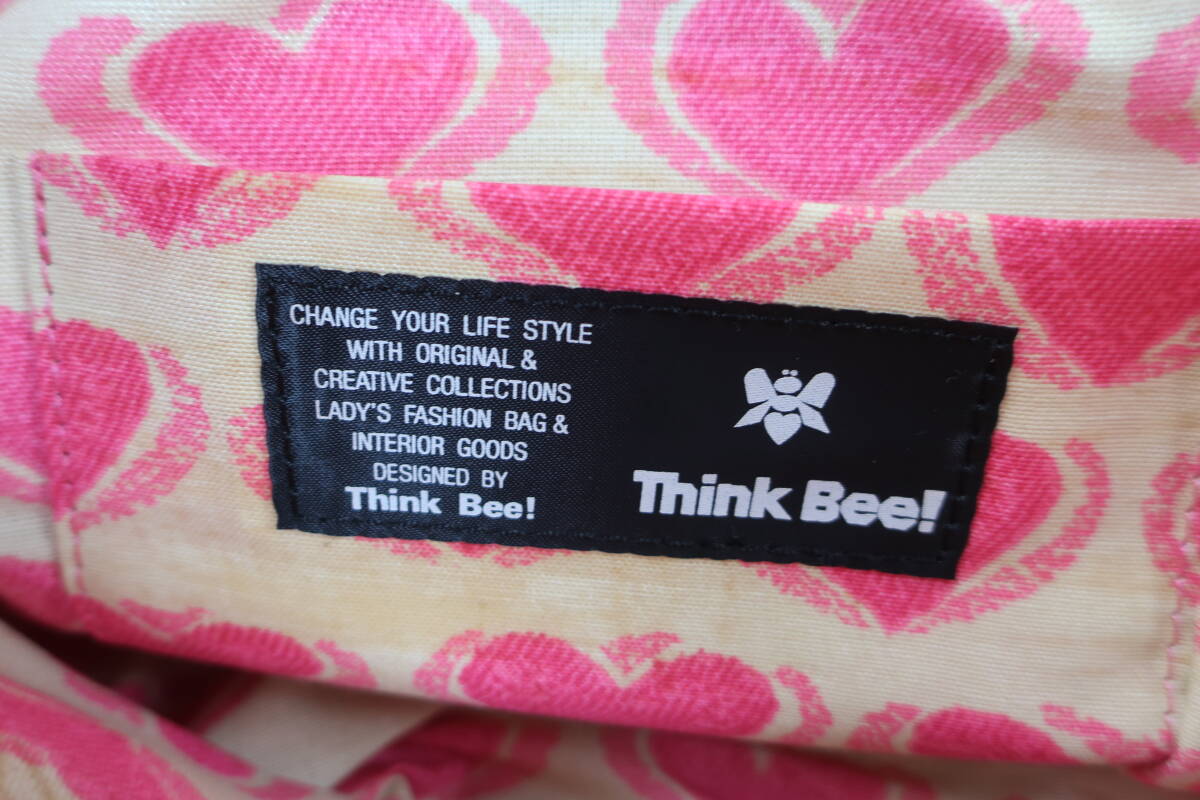 CHANGE YOUR LIFE STYLE
WITH ORIGINAL &
CREATIVE COLLECTIONS
LADY'S FASHION BAG &
INTERIOR GOODS
DESIGNED BY
Think Bee!
Think Bee!